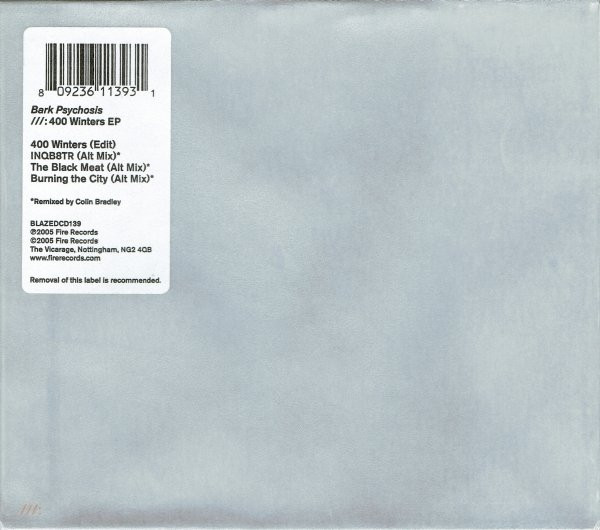 8 09236 11393 1
Bark Psychosis
///: 400 Winters EP
400 Winters (Edit)
INQB8TR (Alt Mix)*
The Black Meat (Alt Mix)*
Burning the City (Alt Mix)*
*Remixed by Colin Bradley
BLAZEDCD139
℗2005 Fire Records
©2005 Fire Records
The Vicarage, Nottingham, NG2 4QB
www.firerecords.com
Removal of this label is recommended.
///: